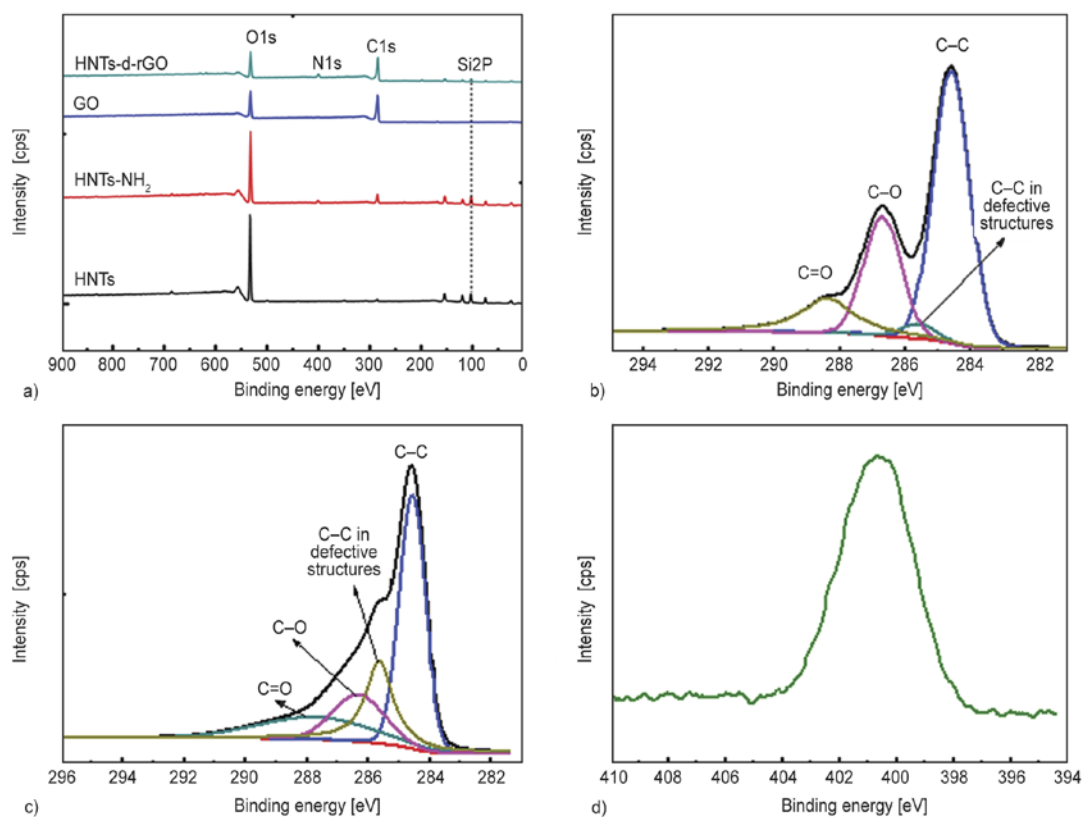 HNTs-d-rGO
GO
HNTs-NH2
HNTs
O1s
N1s
C1s
Si2P
Intensity [cps]
900 800 700 600 500 400 300 200 100 0
Binding energy [eV]
a)
C–C
C–O
C=O
C–C in
defective
structures
Intensity [cps]
294 292 290 288 286 284 282
Binding energy [eV]
b)
C–C
C–C in
defective
structures
C–O
C=O
Intensity [cps]
296 294 292 290 288 286 284 282
Binding energy [eV]
c)
Intensity [cps]
410 408 406 404 402 400 398 396 394
Binding energy [eV]
d)